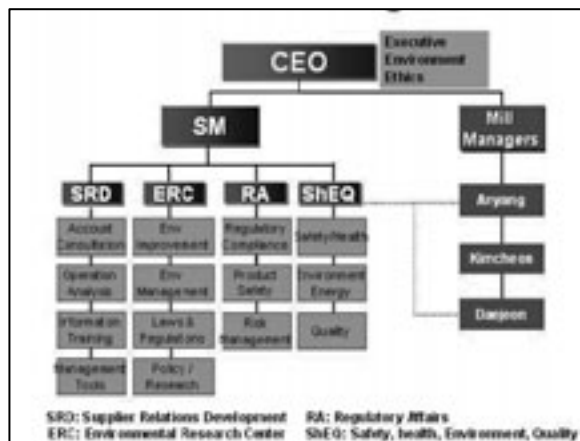 CEO
Executive
Environment
Ethics
SM
Mill
Managers
SRD
ERC
RA
ShEQ
Account
Consultation
Env
Improvement
Regulatory
Compliance
Safety/Health
Operation
Analysis
Env
Management
Product
Safety
Environment
Energy
Information
Training
Laws &
Regulations
Risk
Management
Quality
Management
Tools
Policy /
Research
Aryang
Kimcheon
Daejeon
SRD: Supplier Relations Development
RA: Regulatory Affairs
ERC: Environmental Research Center
ShEQ: Safety, health, Environment, Quality